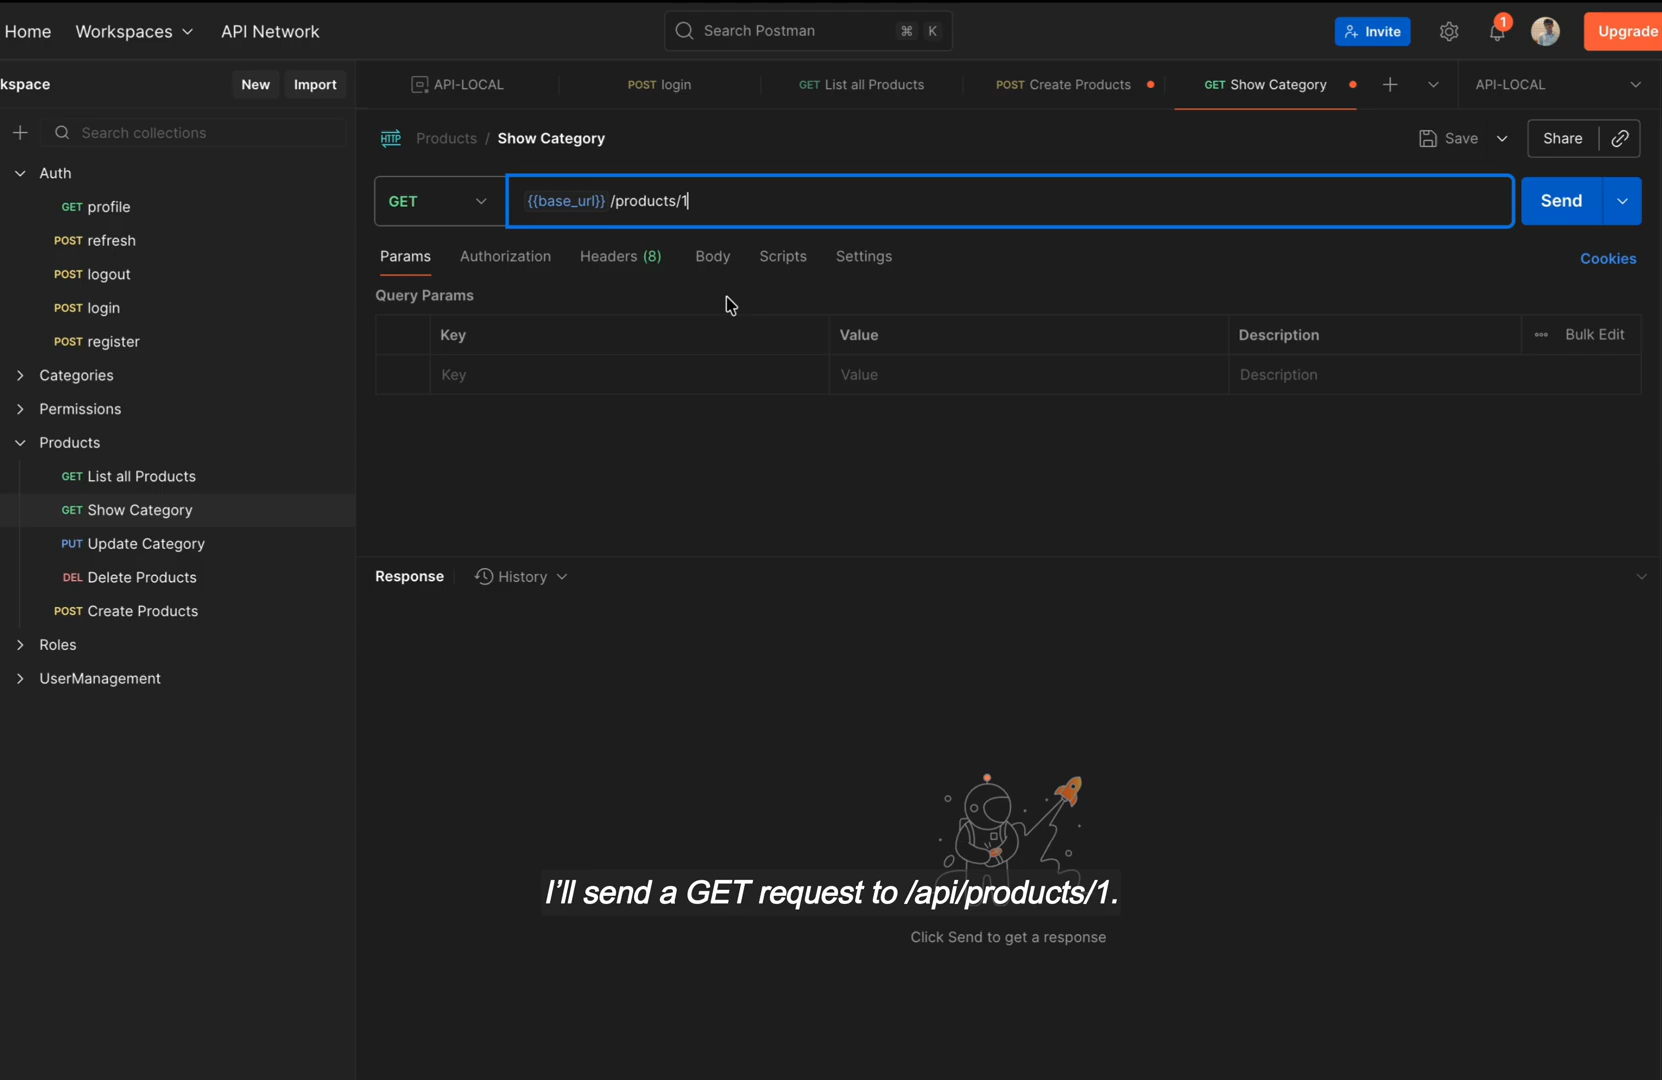 Home Workspaces API Network Search Postman ⌘ K Invite 1 Upgrade
kspace New Import API-LOCAL POST login GET List all Products POST Create Products GET Show Category API-LOCAL
Search collections
HTTP Products / Show Category Save Share
Auth
GET profile
POST refresh
POST logout
POST login
POST register
Categories
Permissions
Products
GET List all Products
GET Show Category
PUT Update Category
DEL Delete Products
POST Create Products
Roles
UserManagement
GET {{base_url}} /products/1 Send
Params Authorization Headers (8) Body Scripts Settings Cookies
Query Params
Key Value Description Bulk Edit
Key Value Description
Response History
I'll send a GET request to /api/products/1.
Click Send to get a response